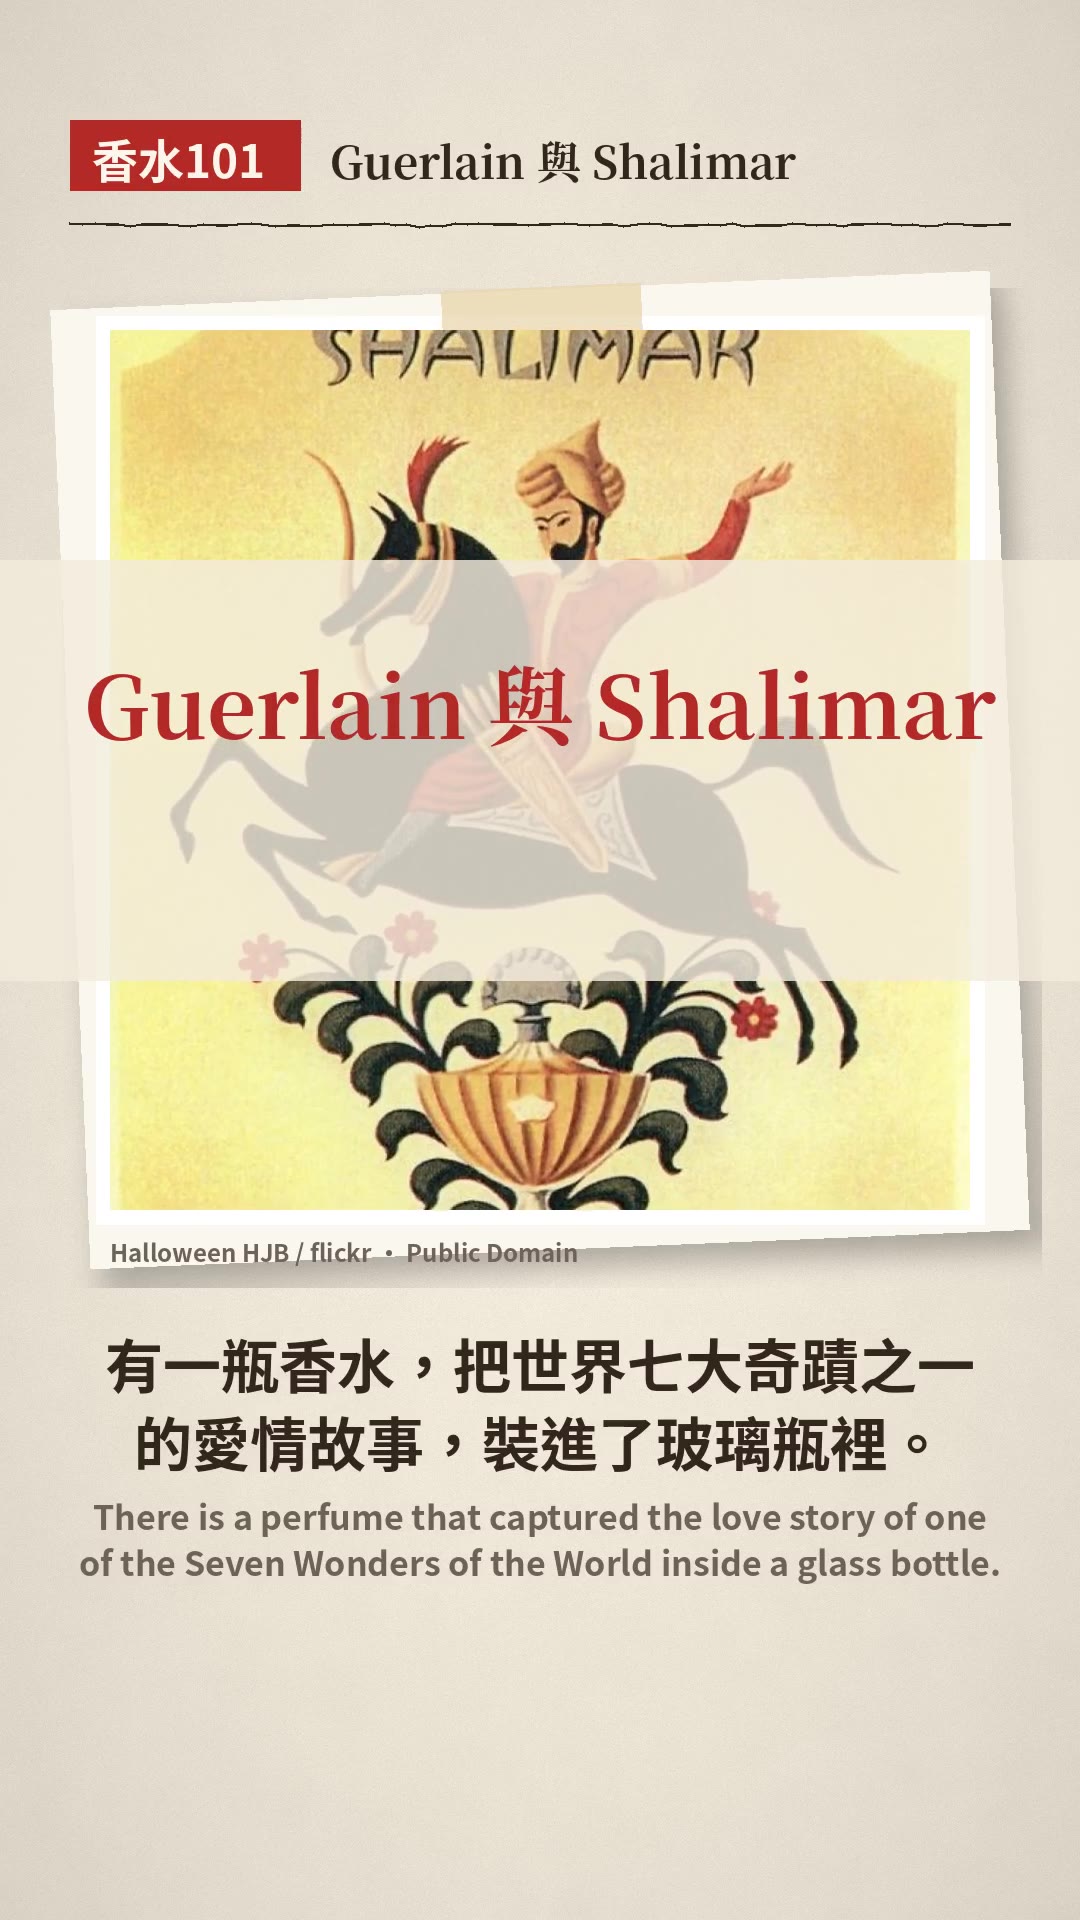 香水101
Guerlain 與 Shalimar
SHALIMAR
Guerlain 與 Shalimar
Halloween HJB / flickr ・ Public Domain
有一瓶香水，把世界七大奇蹟之一
的愛情故事，裝進了玻璃瓶裡。
There is a perfume that captured the love story of one
of the Seven Wonders of the World inside a glass bottle.